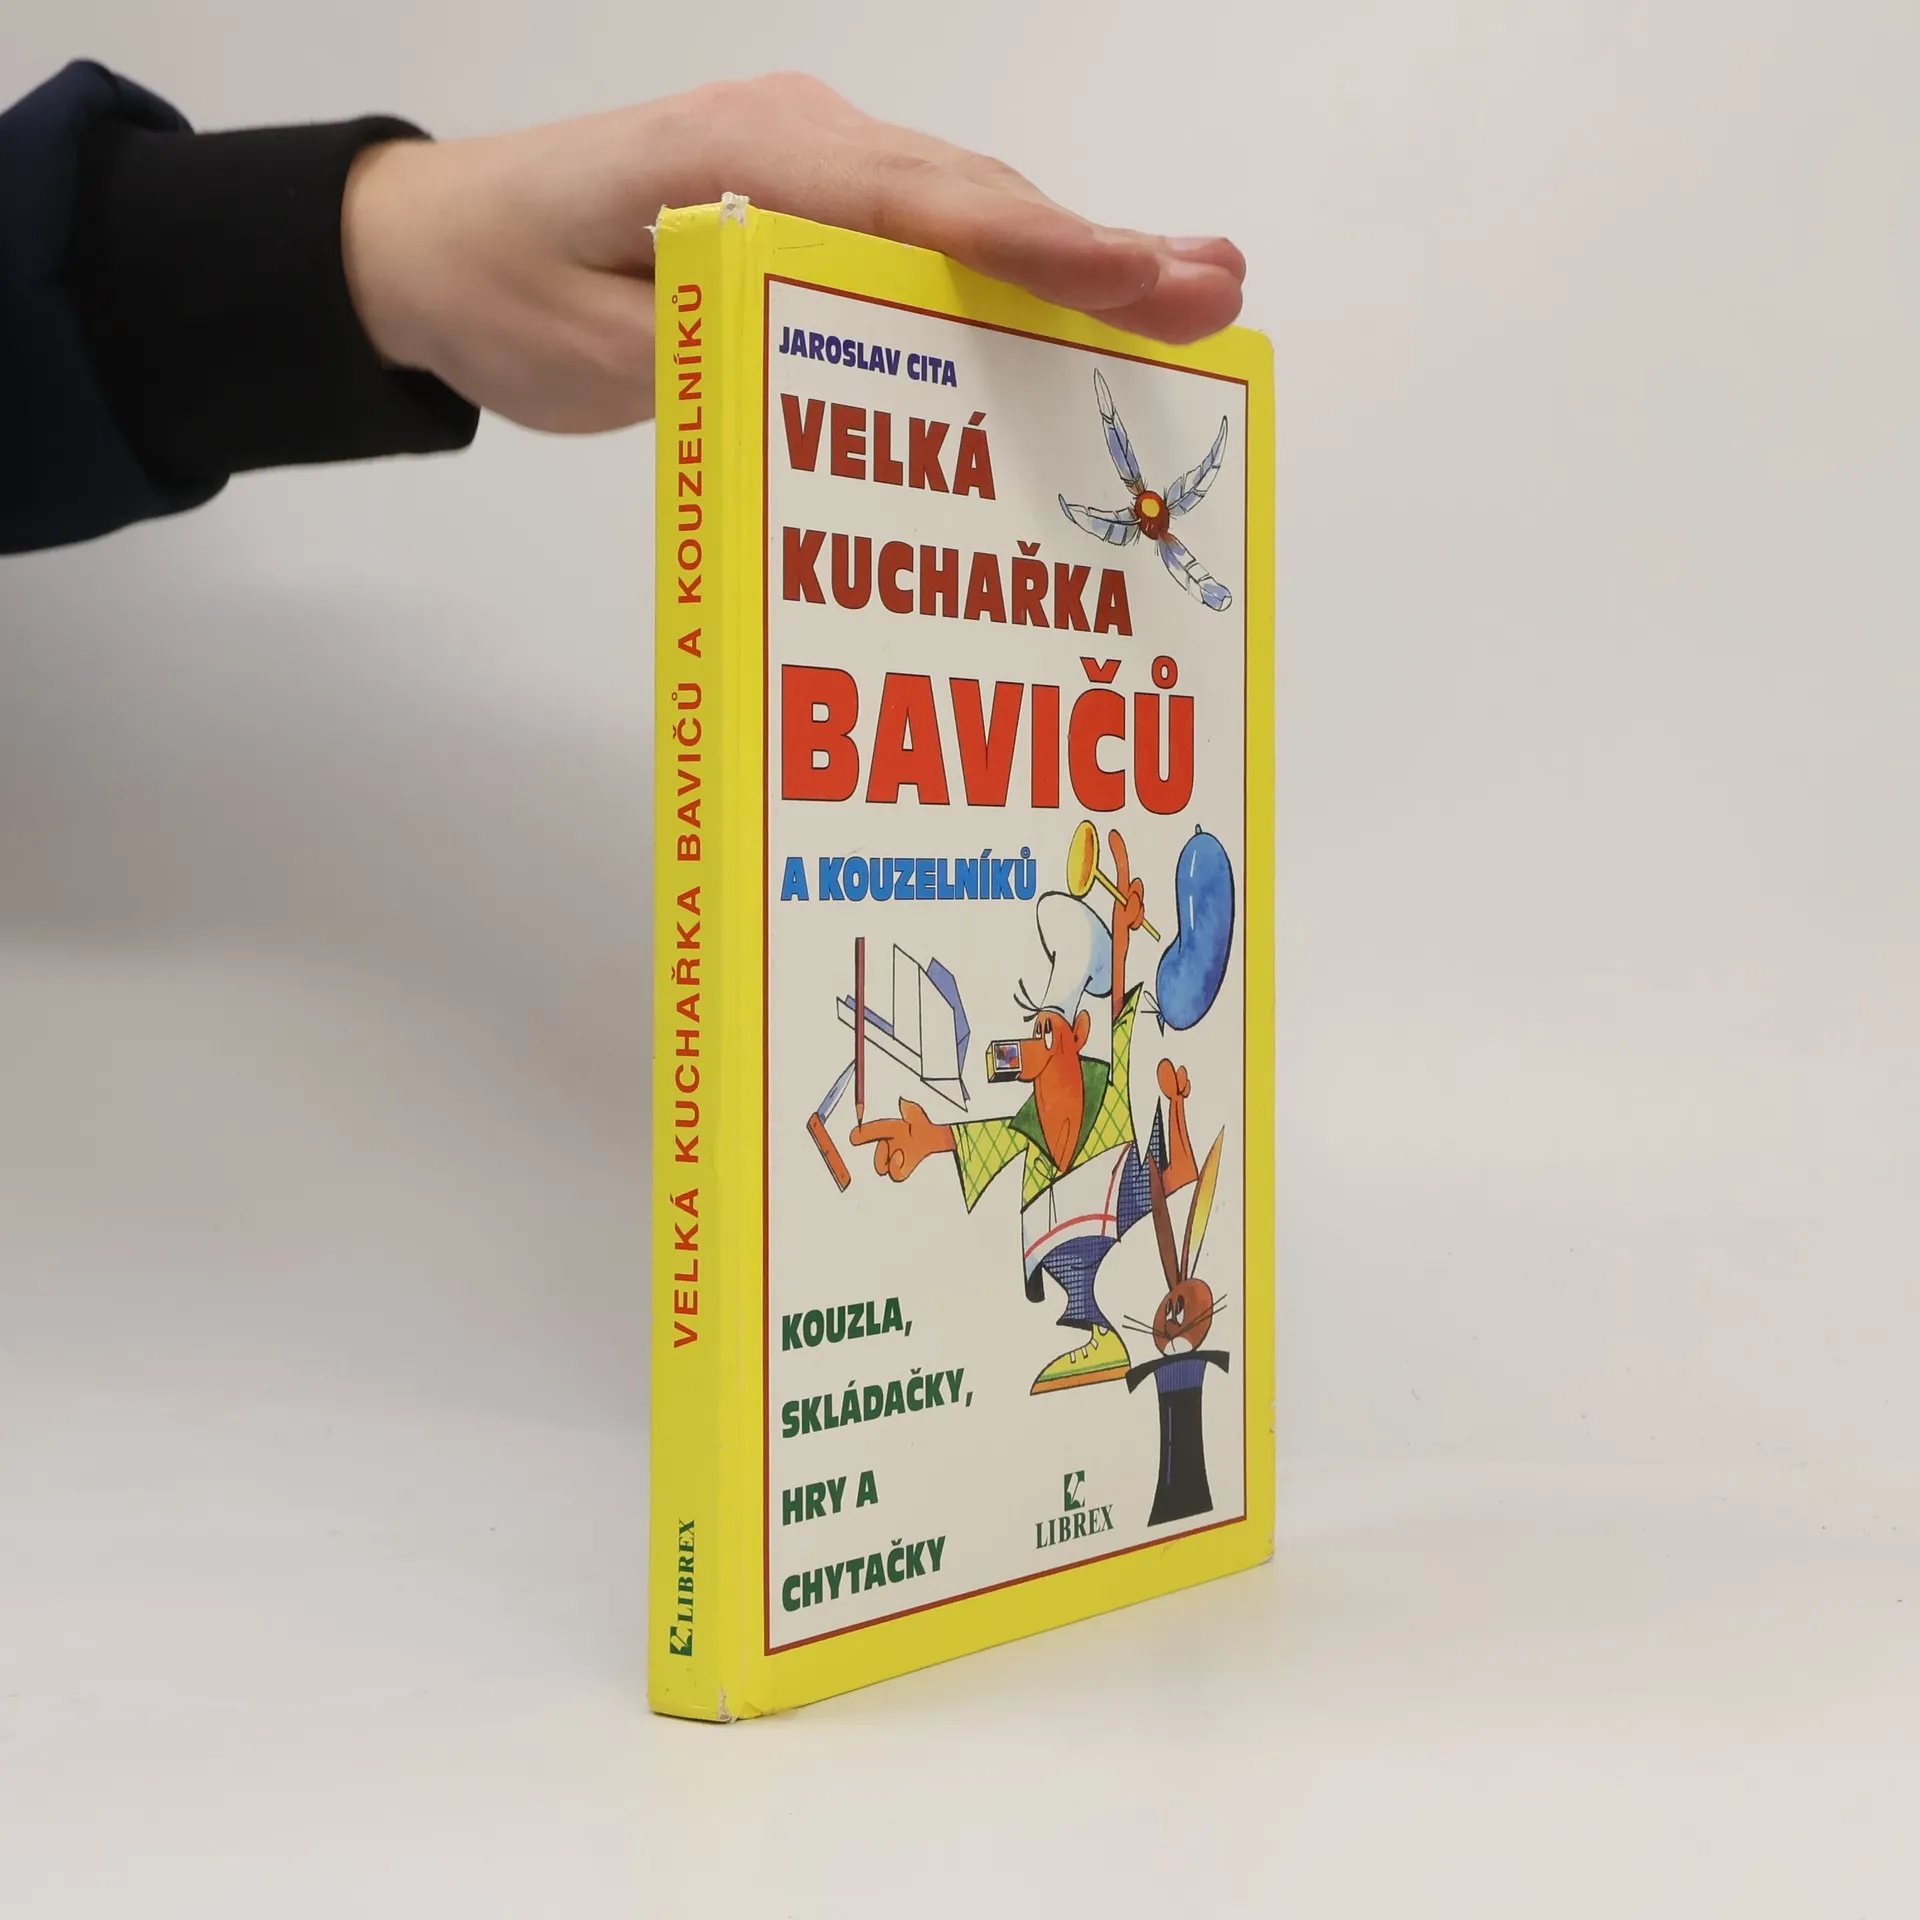 VELKÁ KUCHAŘKA BAVIČŮ A KOUZELNÍKŮ
LIBREX
JAROSLAV CITA
VELKÁ
KUCHAŘKA
BAVIČŮ
A KOUZELNÍKŮ
KOUZLA,
SKLÁDAČKY,
HRY A
CHYTAČKY
LIBREX